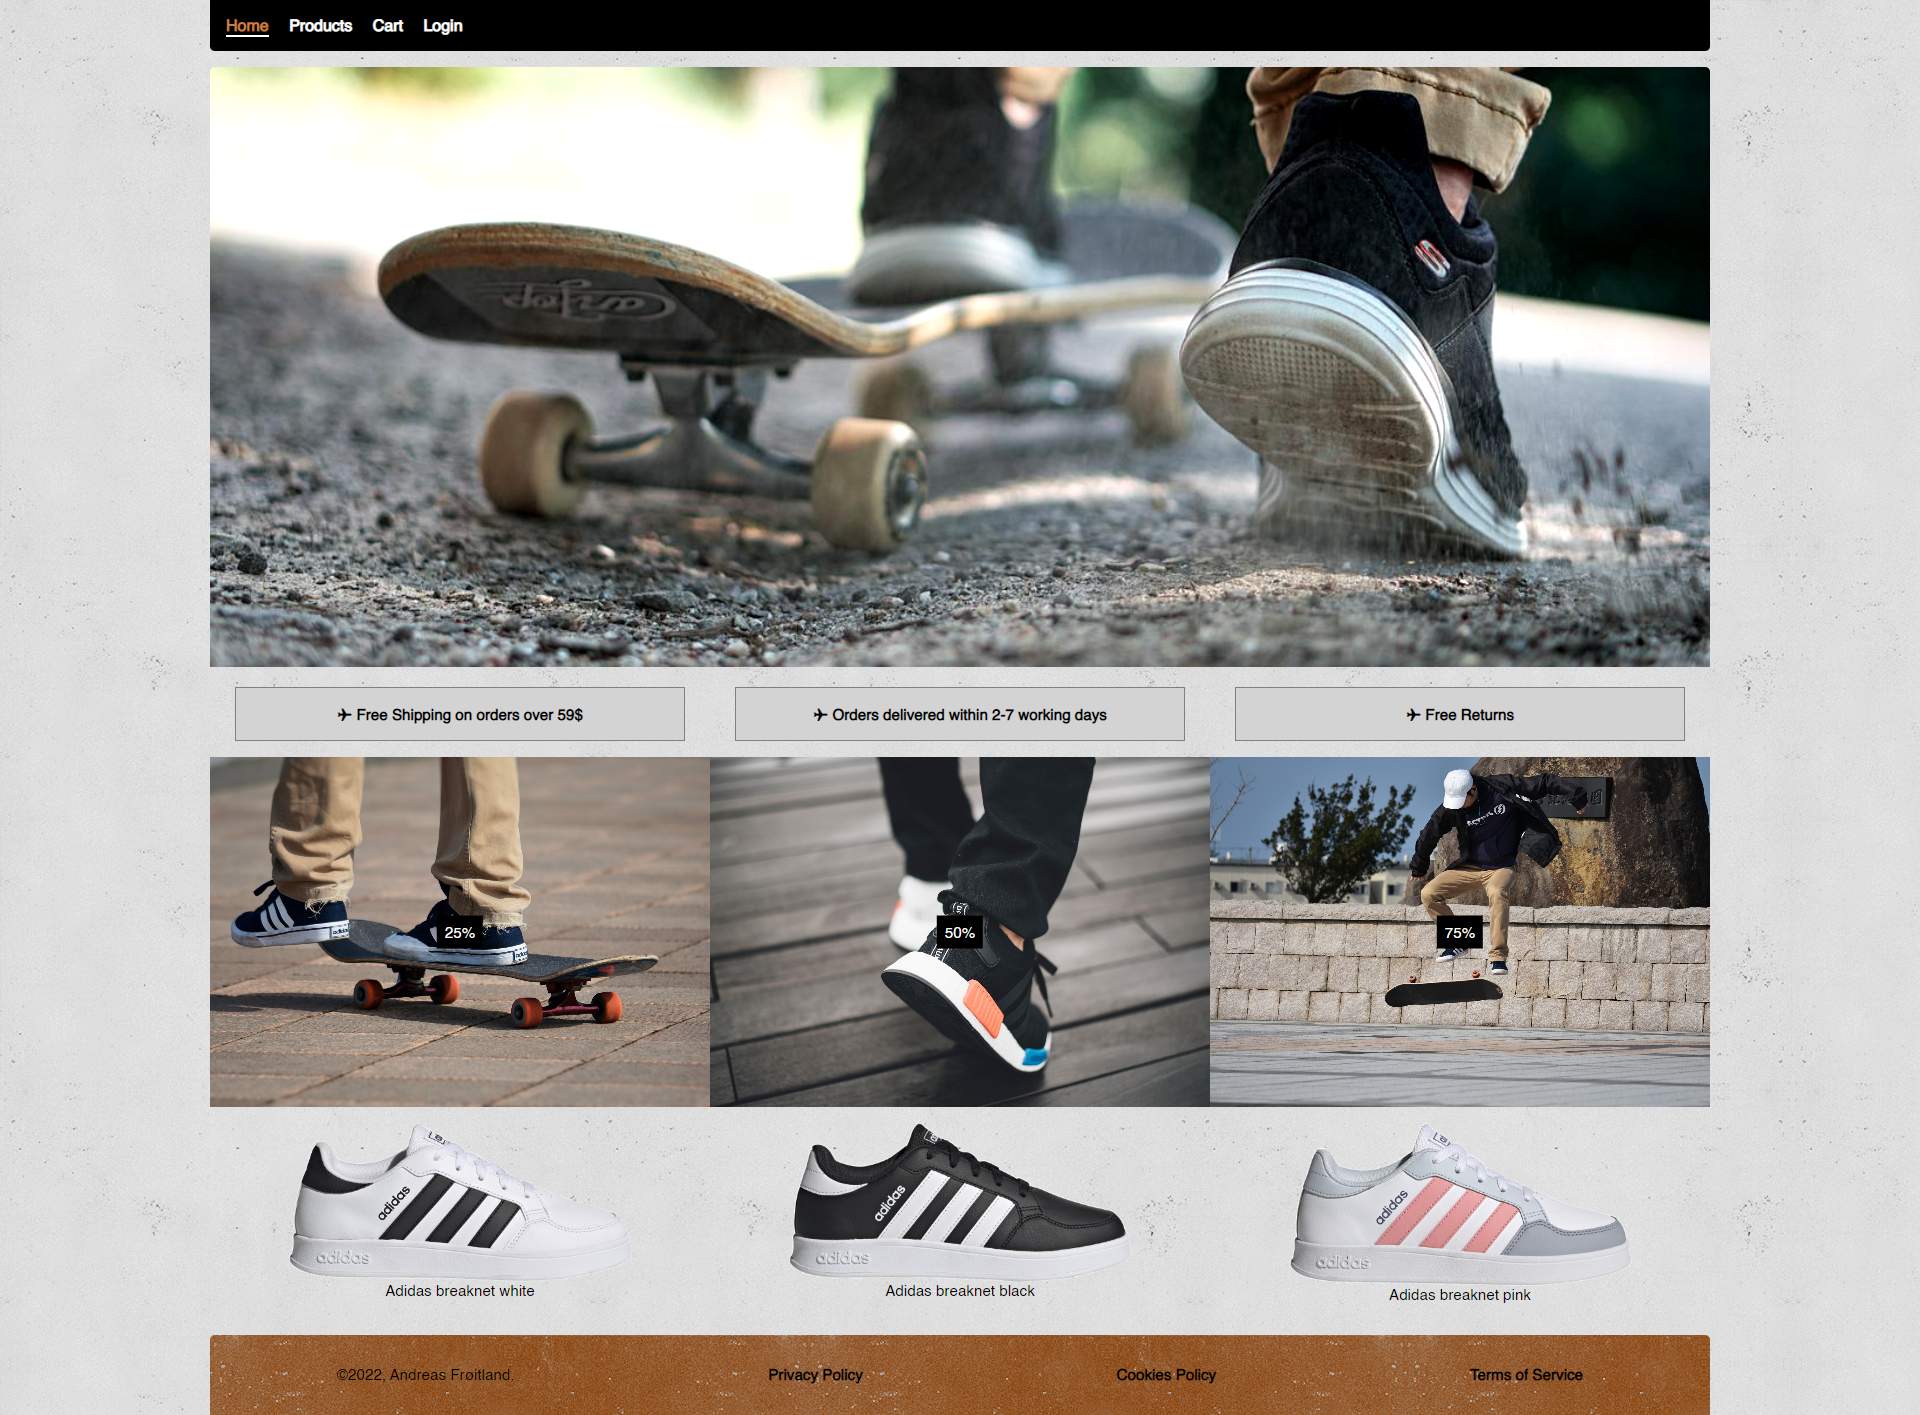 Home Products Cart Login
✈ Free Shipping on orders over 59$
✈ Orders delivered within 2-7 working days
✈ Free Returns
25%
50%
75%
adidas
adidas
adidas
adidas
adidas
adidas
Adidas breaknet white
Adidas breaknet black
Adidas breaknet pink
©2022, Andreas Frøitland.
Privacy Policy
Cookies Policy
Terms of Service